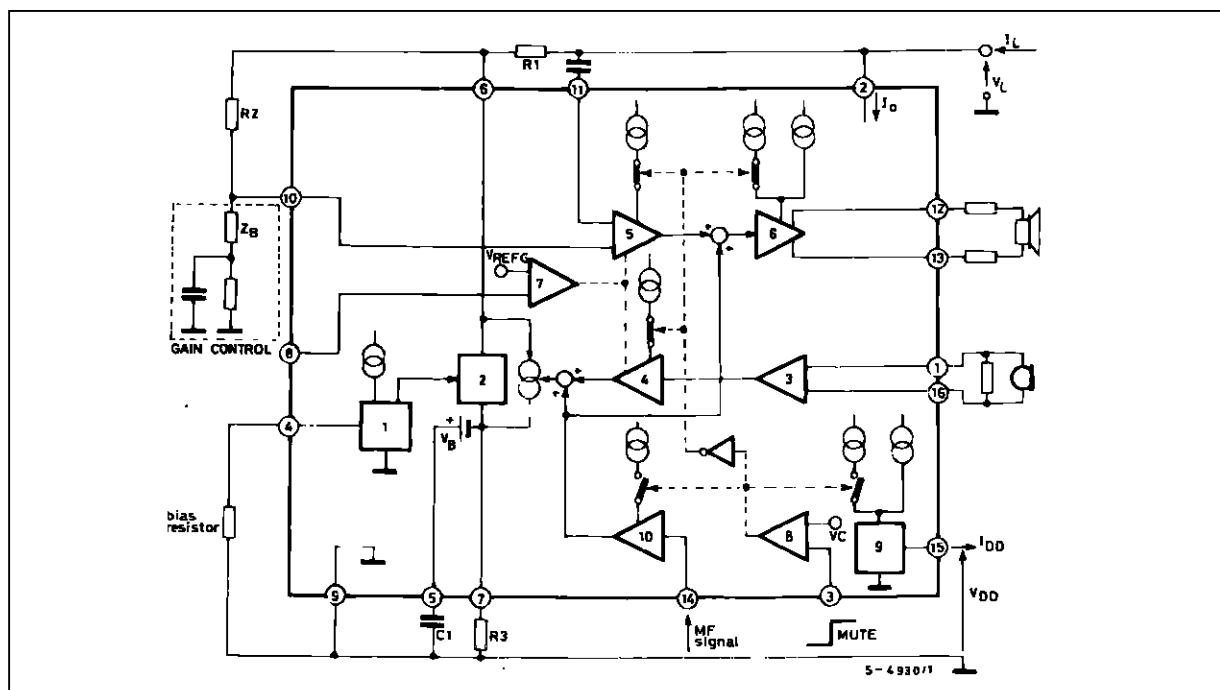 I_L
R1
V_L
6
11
2
I_o
R2
10
12
5
6
Z_B
V_REFG
7
13
GAIN CONTROL
8
1
2
4
3
16
4
1
V_B
bias
resistor
10
8
VC
9
15
I_DD
V_DD
9
5
7
14
3
C1
R3
MF
signal
MUTE
5-4930/1